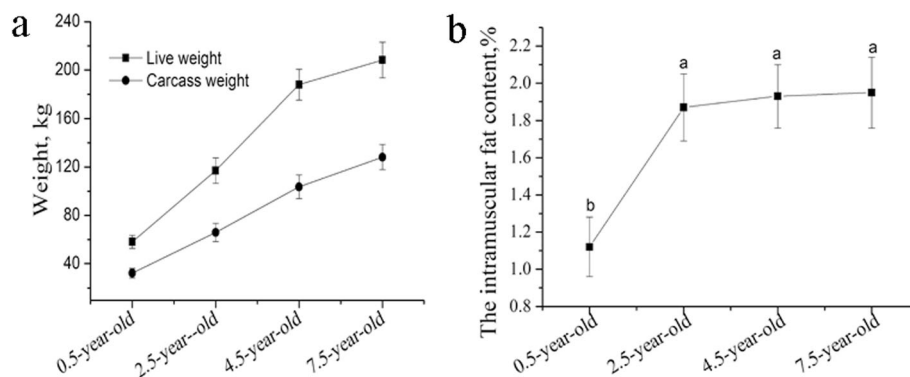 a
Weight, kg
240
200
160
120
80
40
Live weight
Carcass weight
0.5-year-old
2.5-year--old
4.5-year-old
7.5-year-old
b
The intramuscular fat content,%
2.2
2.0
1.8
1.6
1.4
1.2
1.0
0.8
b
a
a
a
0.5-year-old
2.5-year-old
4.5-year-old
7.5-year-old